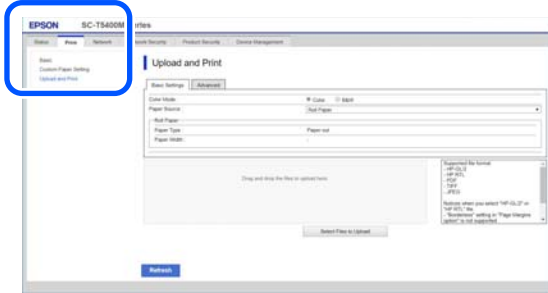 EPSON SC-T5400M Series
Status Print Network Network Security Product Security Device Management
Basic
Custom Paper Setting
Upload and Print
Upload and Print
Basic Settings Advanced
Color Mode : Color B&W
Paper Source : Roll Paper
Roll Paper
Paper Type : Paper out
Paper Width : -
Drag and drop the files to upload here.
Supported file format
- HP-GL/2
- HP RTL
- PDF
- TIFF
- JPEG
Notices when you select "HP-GL/2" or
"HP RTL" file
- "Borderless" setting in "Page Margins
option" is not supported
Select Files to Upload
Refresh